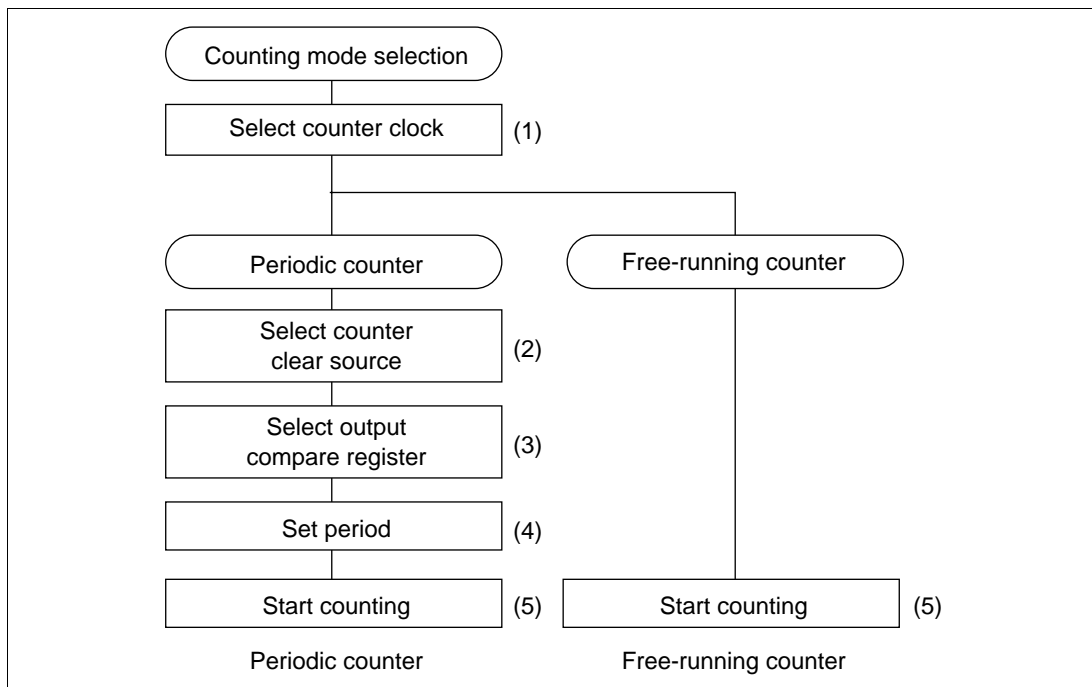 Counting mode selection
Select counter clock
(1)
Periodic counter
Free-running counter
Select counter
clear source
(2)
Select output
compare register
(3)
Set period
(4)
Start counting
(5)
Start counting
(5)
Periodic counter
Free-running counter